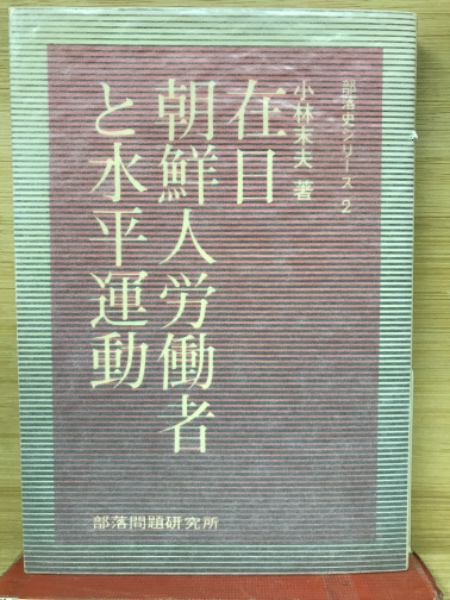 部落史シリーズ 2
小林末夫 著
在日
朝鮮人労働者
と水平運動
部落問題研究所